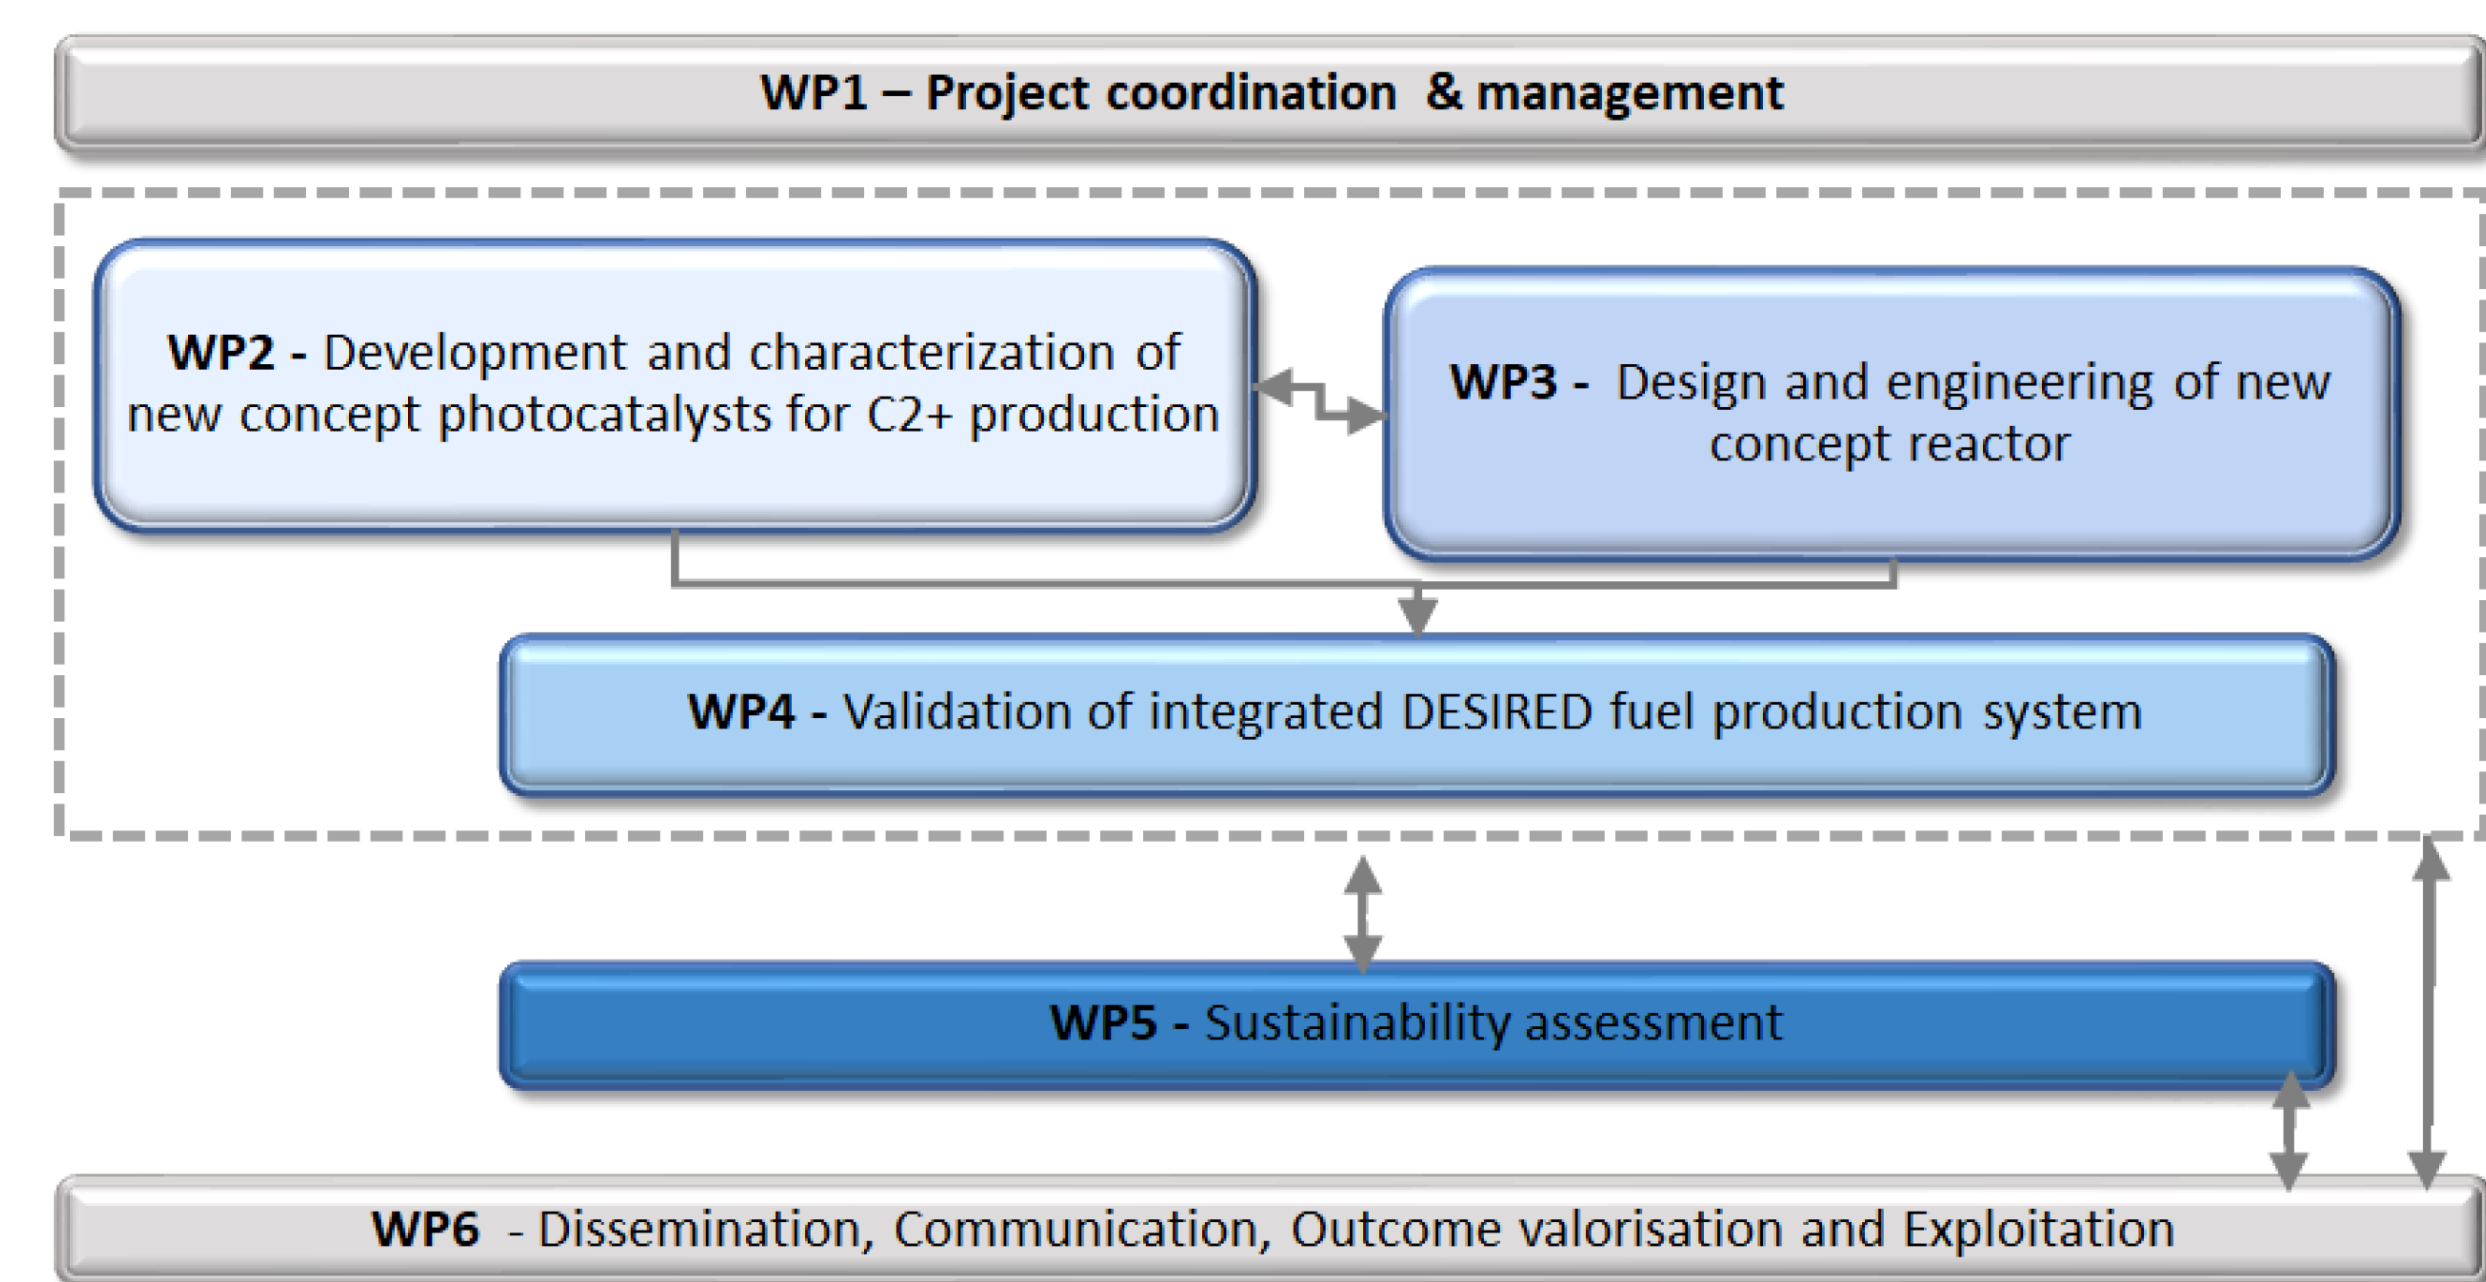 WP1 – Project coordination & management
WP2 - Development and characterization of
new concept photocatalysts for C2+ production
WP3 - Design and engineering of new
concept reactor
WP4 - Validation of integrated DESIRED fuel production system
WP5 - Sustainability assessment
WP6 - Dissemination, Communication, Outcome valorisation and Exploitation